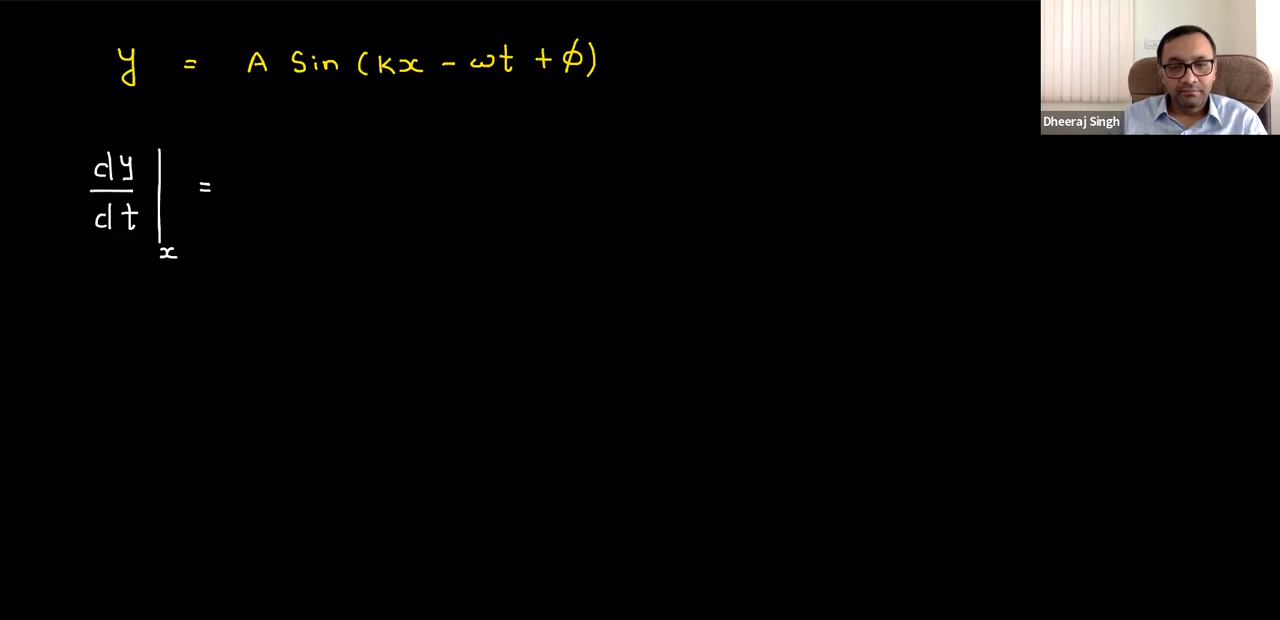 y = A Sin (kx - ωt + ϕ)
Dheeraj Singh
dy
dt
x
=